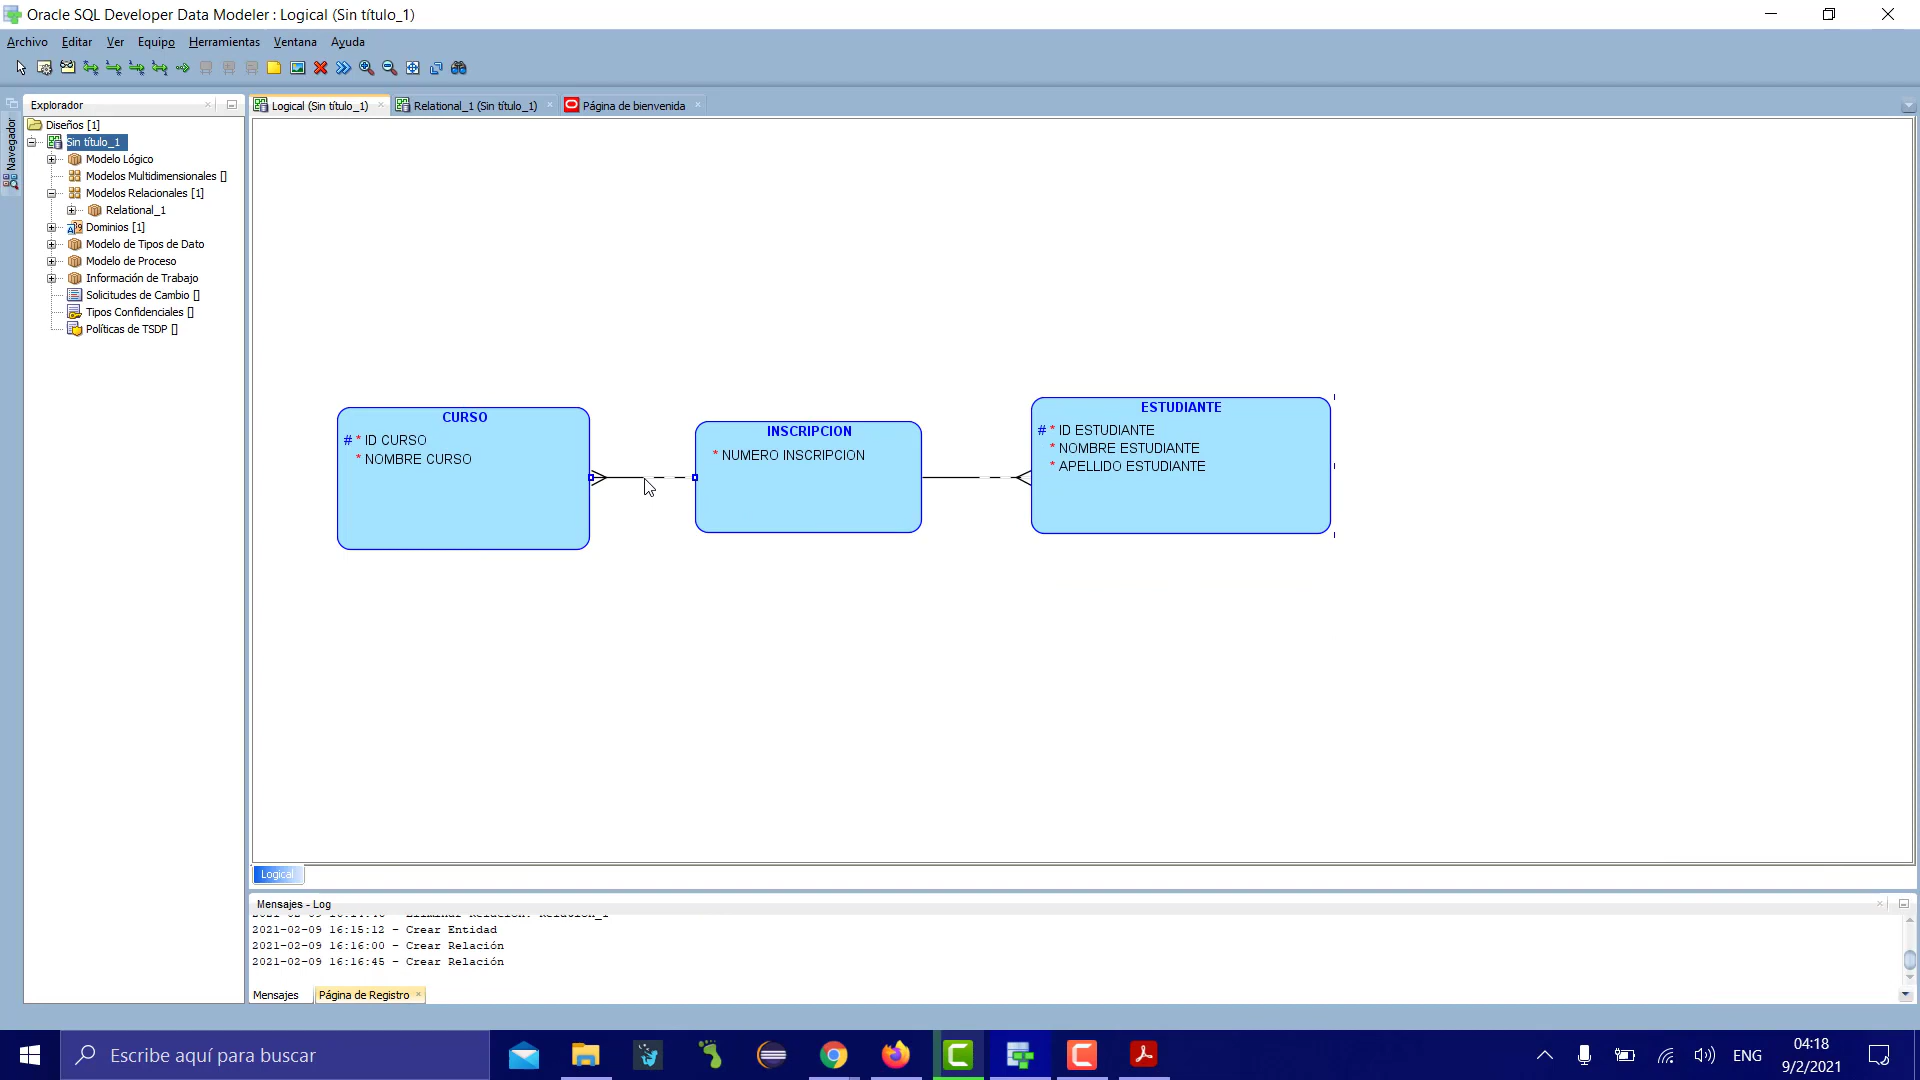 Oracle SQL Developer Data Modeler : Logical (Sin título_1)
Archivo Editar Ver Equipo Herramientas Ventana Ayuda
Explorador
Logical (Sin título_1) Relational_1 (Sin título_1) Página de bienvenida
Navegador
Diseños [1]
Sin título_1
Modelo Lógico
Modelos Multidimensionales []
Modelos Relacionales [1]
Relational_1
Dominios [1]
Modelo de Tipos de Dato
Modelo de Proceso
Información de Trabajo
Solicitudes de Cambio []
Tipos Confidenciales []
Políticas de TSDP []
CURSO
# * ID CURSO
* NOMBRE CURSO
INSCRIPCION
* NUMERO INSCRIPCION
ESTUDIANTE
# * ID ESTUDIANTE
* NOMBRE ESTUDIANTE
* APELLIDO ESTUDIANTE
Logical
Mensajes - Log
2021-02-09 16:15:12 - Crear Entidad
2021-02-09 16:16:00 - Crear Relación
2021-02-09 16:16:45 - Crear Relación
Mensajes Página de Registro
Escribe aquí para buscar
ENG
04:18
9/2/2021